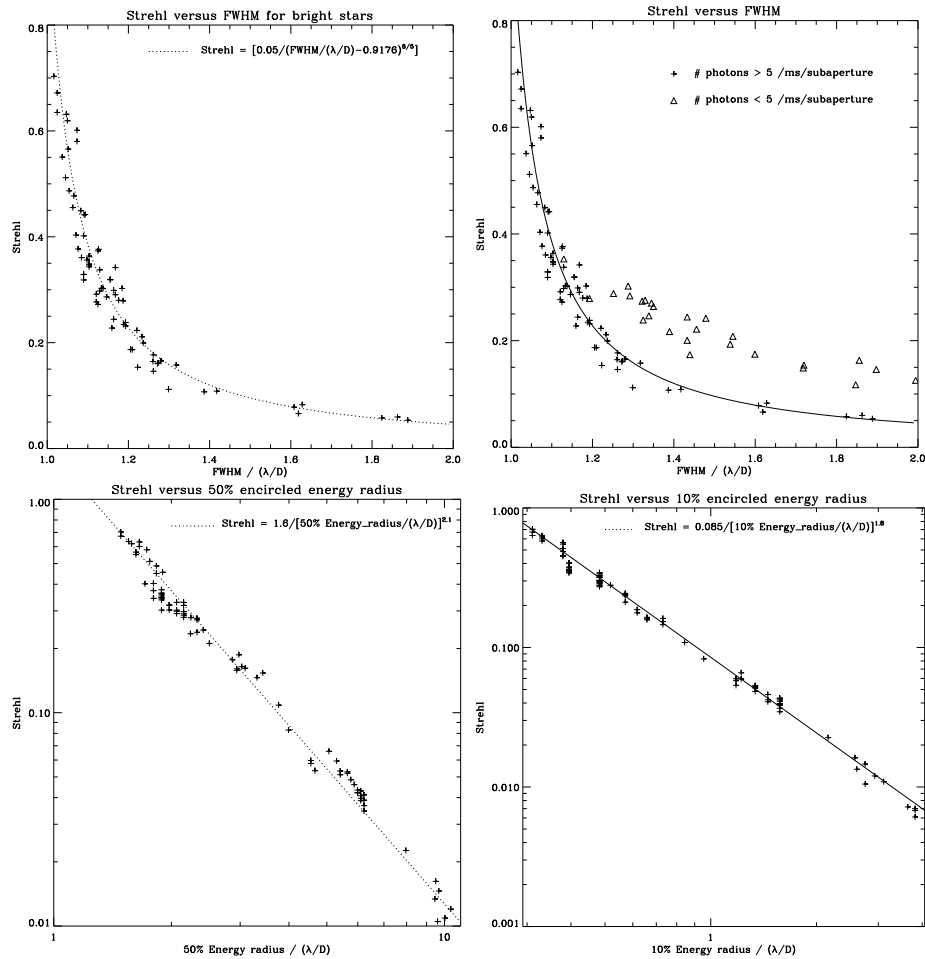 Strehl versus FWHM for bright stars
Strehl = [0.05/(FWHM/(λ/D)−0.9176)^6/5]
0.8
0.6
0.4
0.2
0.0
Strehl
1.0 1.2 1.4 1.6 1.8 2.0
FWHM / (λ/D)
Strehl versus FWHM
# photons > 5 /ms/subaperture
# photons < 5 /ms/subaperture
0.8
0.6
0.4
0.2
0.0
Strehl
1.0 1.2 1.4 1.6 1.8 2.0
FWHM / (λ/D)
Strehl versus 50% encircled energy radius
Strehl = 1.6/[50% Energy_radius/(λ/D)]^2.1
1.00
0.10
0.01
Strehl
1 10
50% Energy radius / (λ/D)
Strehl versus 10% encircled energy radius
Strehl = 0.085/[10% Energy_radius/(λ/D)]^1.8
1.000
0.100
0.010
0.001
Strehl
1
10% Energy radius / (λ/D)